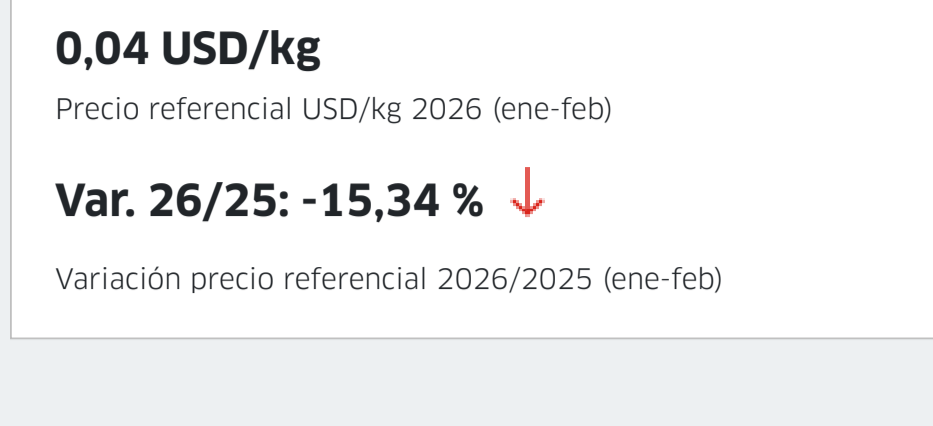 0,04 USD/kg
Precio referencial USD/kg 2026 (ene-feb)
Var. 26/25: -15,34 %
Variación precio referencial 2026/2025 (ene-feb)